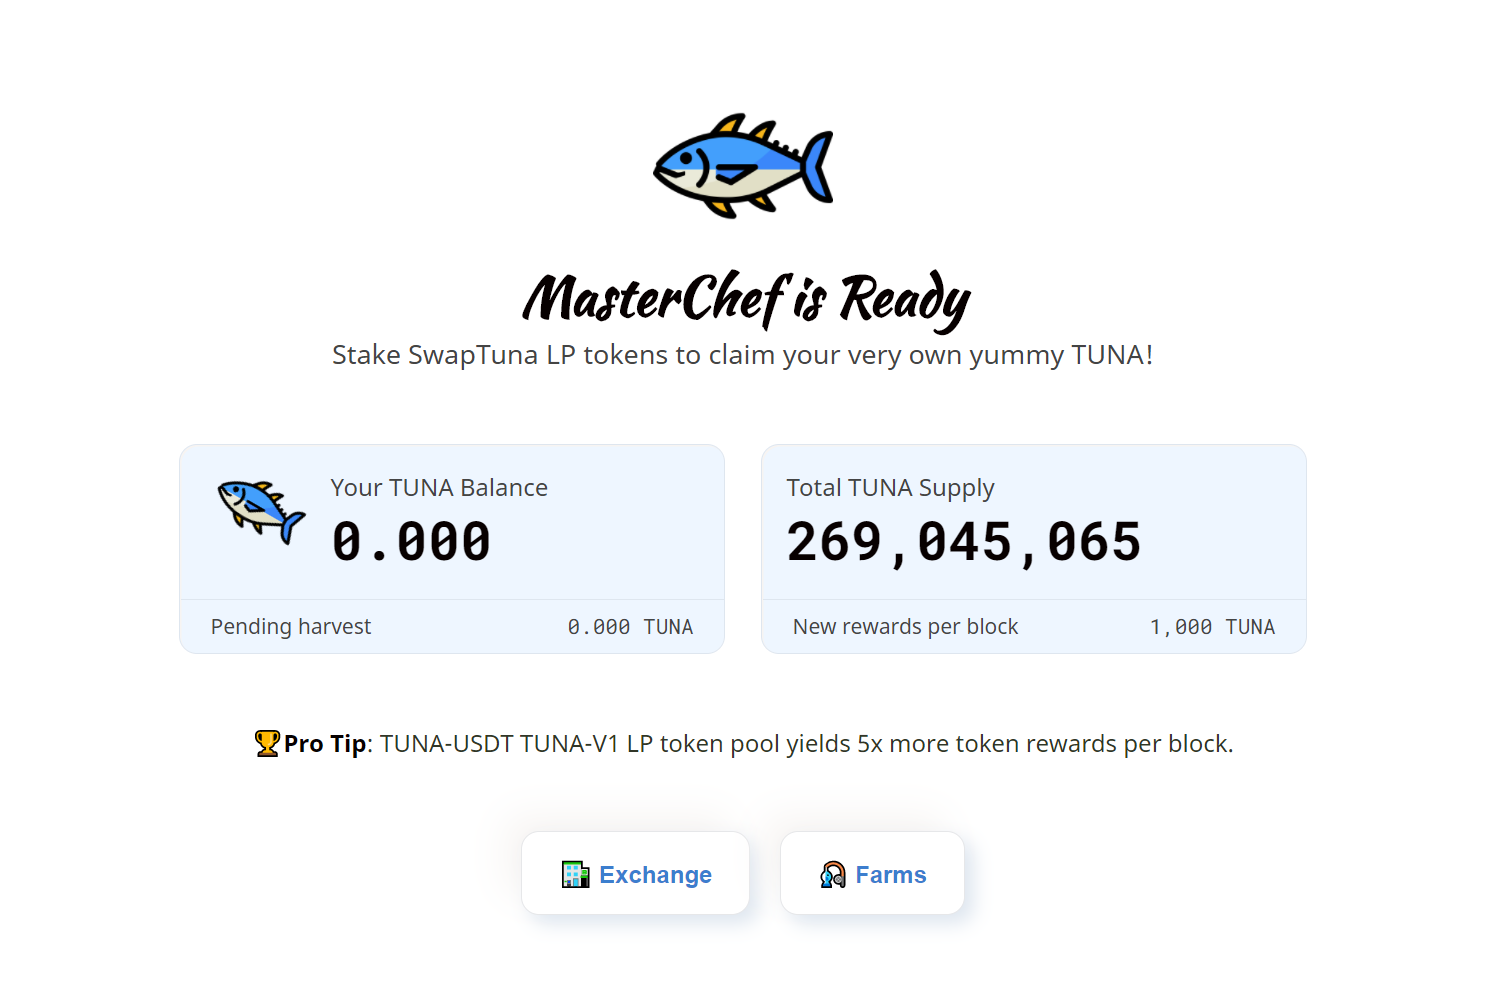 MasterChef is Ready
Stake SwapTuna LP tokens to claim your very own yummy TUNA!
Your TUNA Balance
0.000
Pending harvest 0.000 TUNA
Total TUNA Supply
269,045,065
New rewards per block 1,000 TUNA
🏆Pro Tip: TUNA-USDT TUNA-V1 LP token pool yields 5x more token rewards per block.
Exchange
Farms